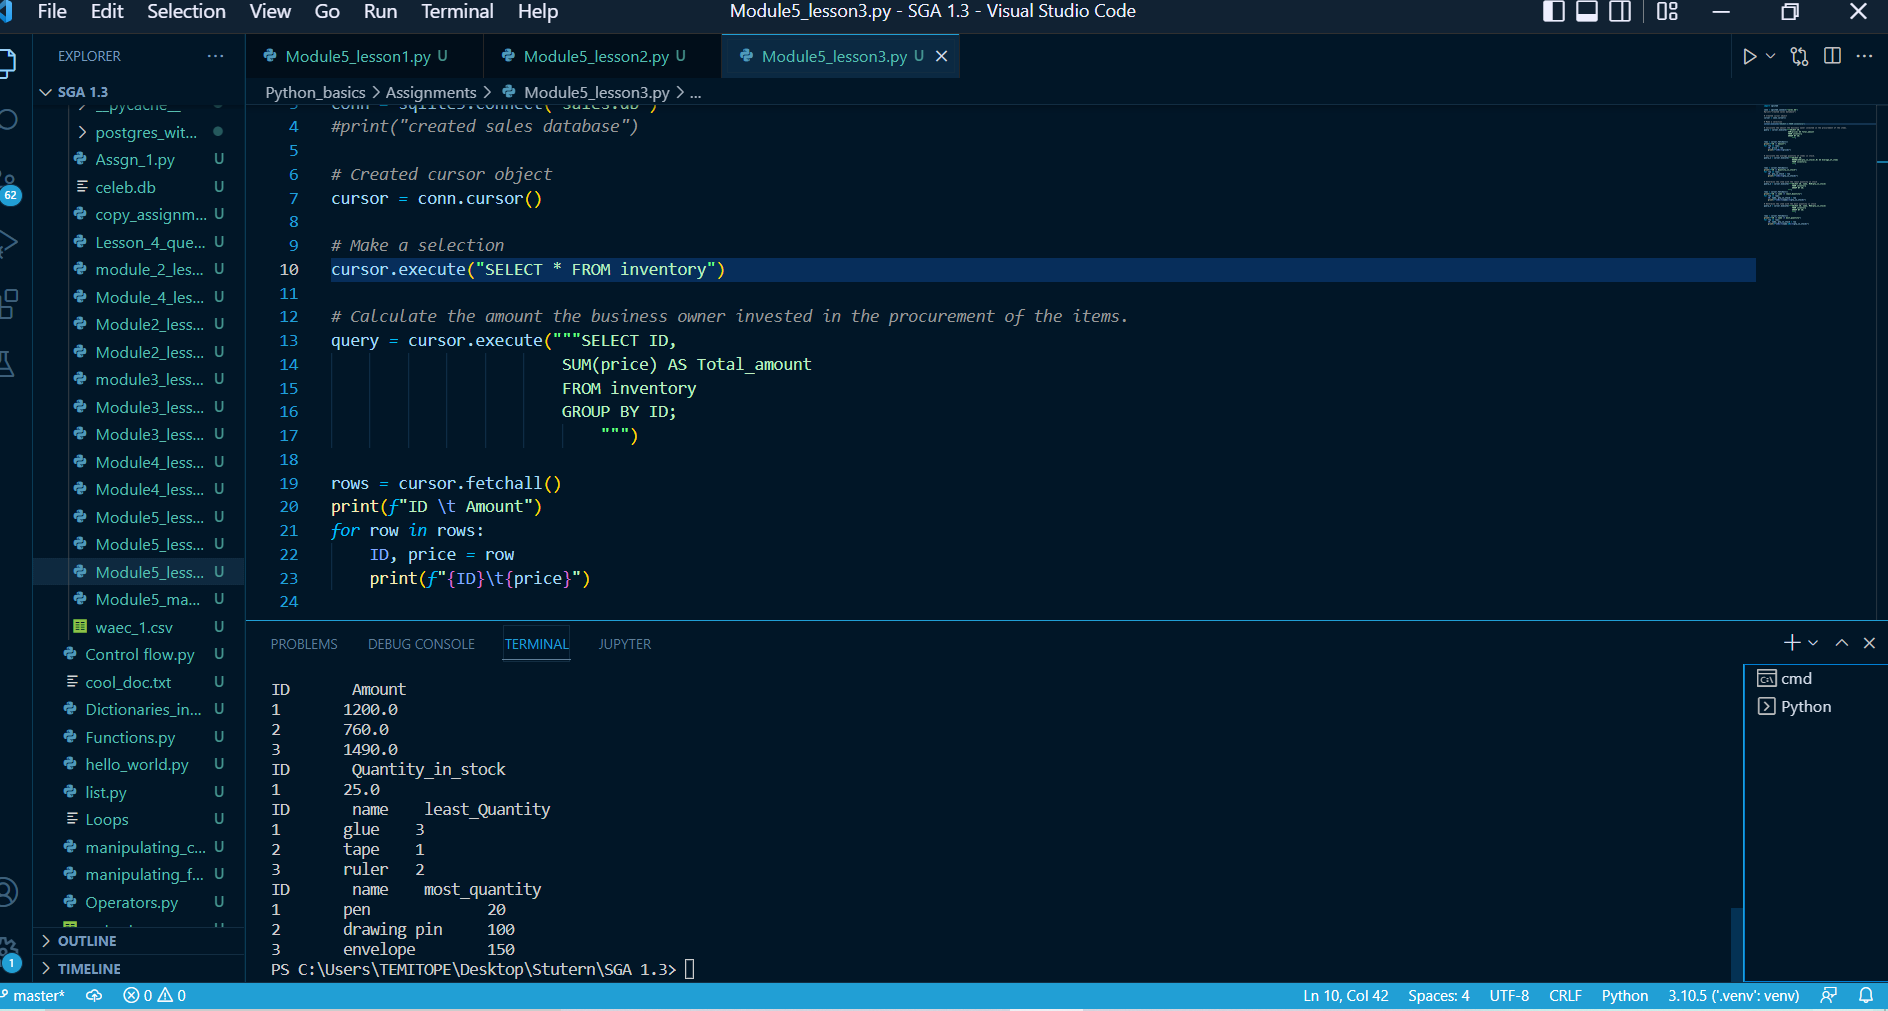 File Edit Selection View Go Run Terminal Help
Module5_lesson3.py - SGA 1.3 - Visual Studio Code
EXPLORER
Module5_lesson1.py U
Module5_lesson2.py U
Module5_lesson3.py U
SGA 1.3
Python_basics > Assignments > Module5_lesson3.py > ...
__pycache__
postgres_wit...
Assgn_1.py U
celeb.db U
copy_assignm... U
Lesson_4_que... U
module_2_les... U
Module_4_les... U
Module2_less... U
Module2_less... U
module3_less... U
Module3_less... U
Module3_less... U
Module4_less... U
Module4_less... U
Module5_less... U
Module5_less... U
Module5_less... U
Module5_ma... U
waec_1.csv U
Control flow.py U
cool_doc.txt U
Dictionaries_in... U
Functions.py U
hello_world.py U
list.py U
Loops U
manipulating_c... U
manipulating_f... U
Operators.py U
OUTLINE
TIMELINE
62
1
3 conn = sqlite3.connect("sales.db")
4 #print("created sales database")
5
6 # Created cursor object
7 cursor = conn.cursor()
8
9 # Make a selection
10 cursor.execute("SELECT * FROM inventory")
11
12 # Calculate the amount the business owner invested in the procurement of the items.
13 query = cursor.execute("""SELECT ID,
14 SUM(price) AS Total_amount
15 FROM inventory
16 GROUP BY ID;
17 """)
18
19 rows = cursor.fetchall()
20 print(f"ID \t Amount")
21 for row in rows:
22 ID, price = row
23 print(f"{ID}\t{price}")
24
PROBLEMS DEBUG CONSOLE TERMINAL JUPYTER
ID Amount
1 1200.0
2 760.0
3 1490.0
ID Quantity_in_stock
1 25.0
ID name least_Quantity
1 glue 3
2 tape 1
3 ruler 2
ID name most_quantity
1 pen 20
2 drawing pin 100
3 envelope 150
PS C:\Users\TEMITOPE\Desktop\Stutern\SGA 1.3>
cmd
Python
master* 0 0
Ln 10, Col 42 Spaces: 4 UTF-8 CRLF Python 3.10.5 ('.venv': venv)